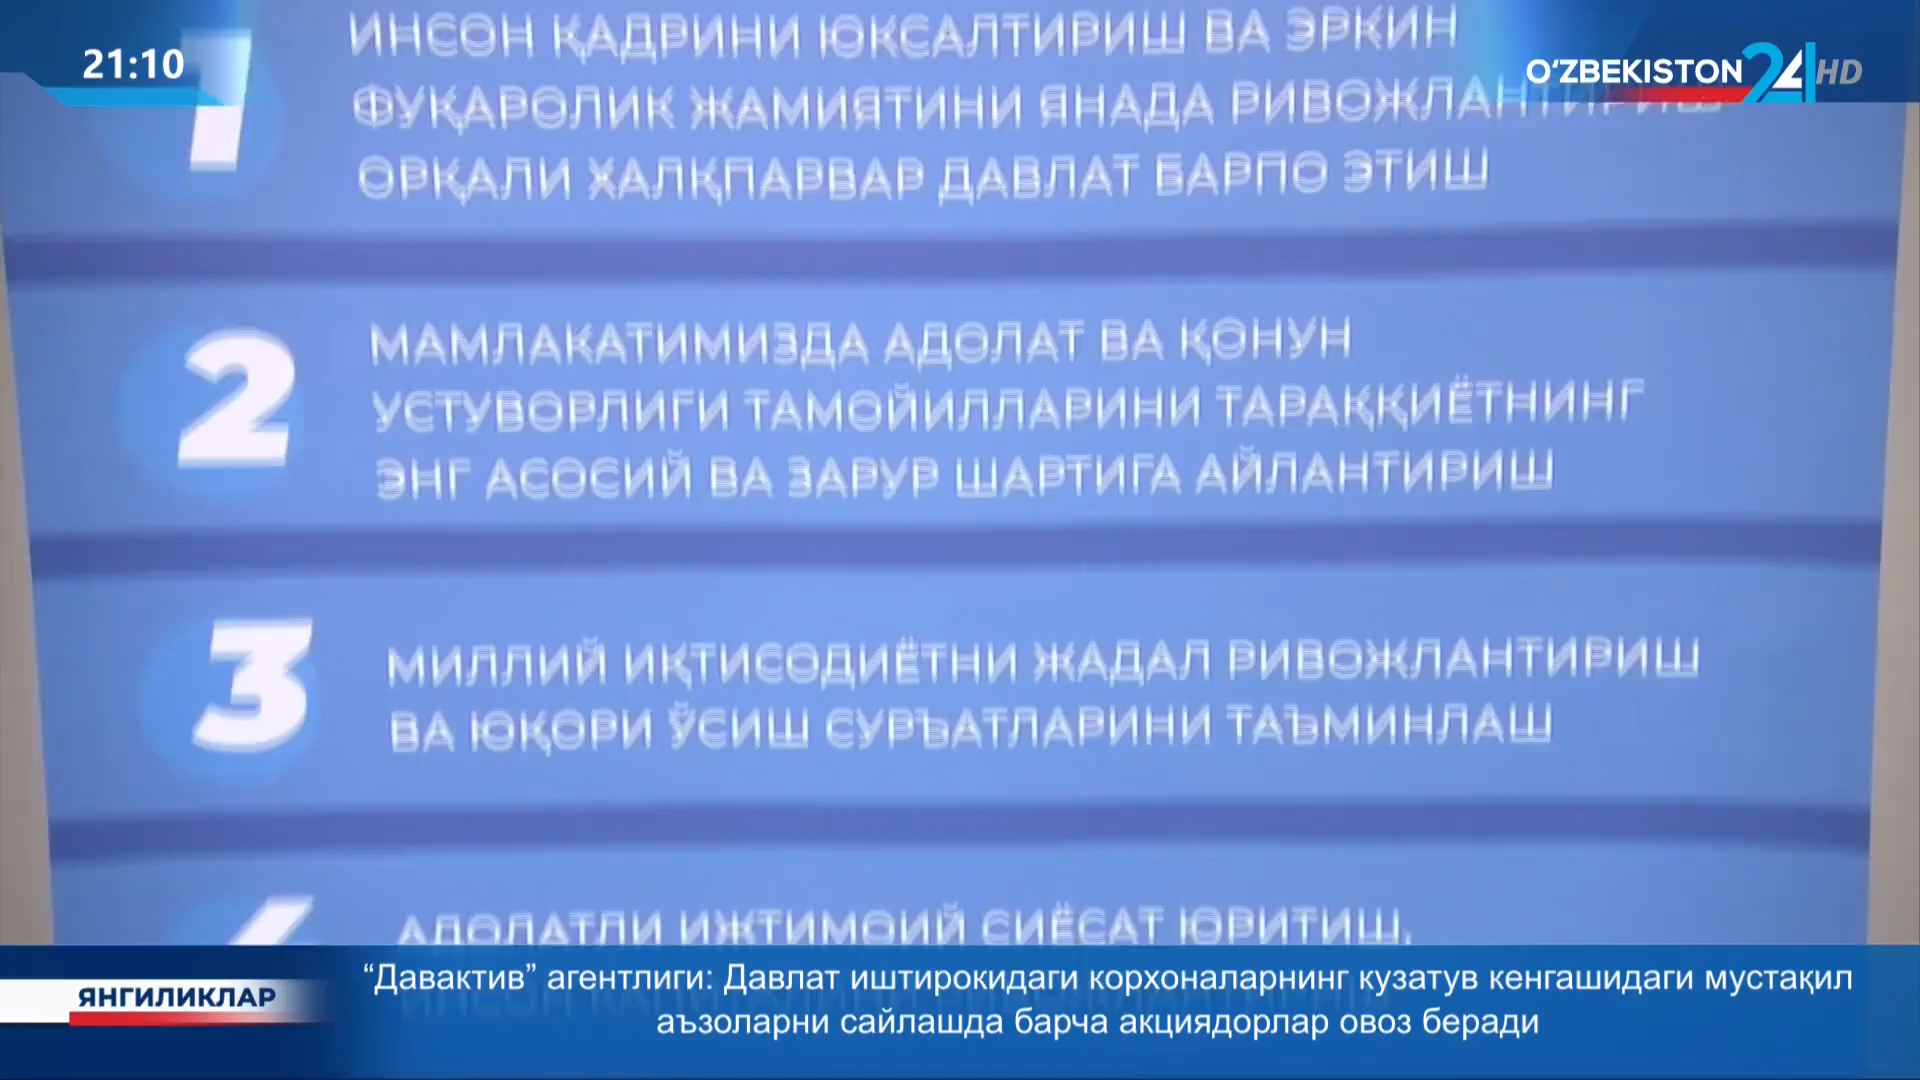 21:10
O‘ZBEKISTON 24 HD
1
ИНСОН ҚАДРИНИ ЮКСАЛТИРИШ ВА ЭРКИН
ФУҚАРОЛИК ЖАМИЯТИНИ ЯНАДА РИВОЖЛАНТИРИШ
ОРҚАЛИ ХАЛҚПАРВАР ДАВЛАТ БАРПО ЭТИШ
2
МАМЛАКАТИМИЗДА АДОЛАТ ВА ҚОНУН
УСТУВОРЛИГИ ТАМОЙИЛЛАРИНИ ТАРАҚҚИЁТНИНГ
ЭНГ АСОСИЙ ВА ЗАРУР ШАРТИГА АЙЛАНТИРИШ
3
МИЛЛИЙ ИҚТИСОДИЁТНИ ЖАДАЛ РИВОЖЛАНТИРИШ
ВА ЮҚОРИ ЎСИШ СУРЪАТЛАРИНИ ТАЪМИНЛАШ
4
АДОЛАТЛИ ИЖТИМОИЙ СИЁСАТ ЮРИТИШ,
ЯНГИЛИКЛАР
“Давактив” агентлиги: Давлат иштирокидаги корхоналарнинг кузатув кенгашидаги мустақил
аъзоларни сайлашда барча акциядорлар овоз беради